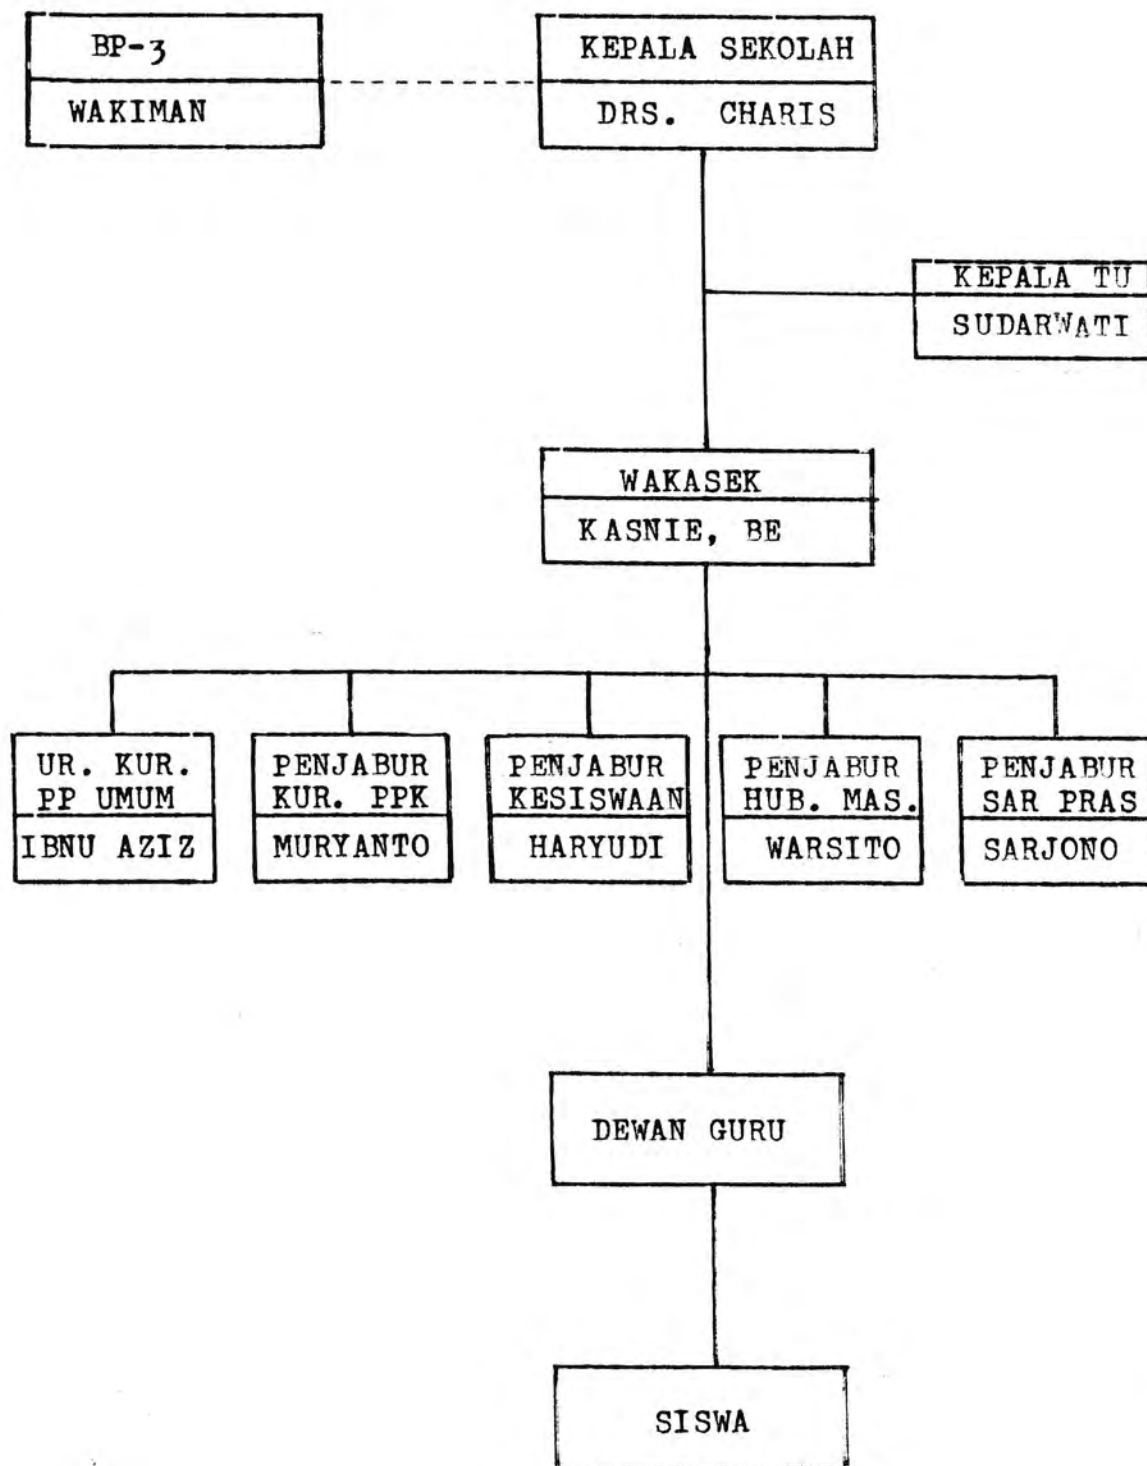 BP-3
WAKIMAN
KEPALA SEKOLAH
DRS. CHARIS
KEPALA TU
SUDARWATI
WAKASEK
KASNIE, BE
UR. KUR.
PP UMUM
IBNU AZIZ
PENJABUR
KUR. PPK
MURYANTO
PENJABUR
KESISWAAN
HARYUDI
PENJABUR
HUB. MAS.
WARSITO
PENJABUR
SAR PRAS
SARJONO
DEWAN GURU
SISWA